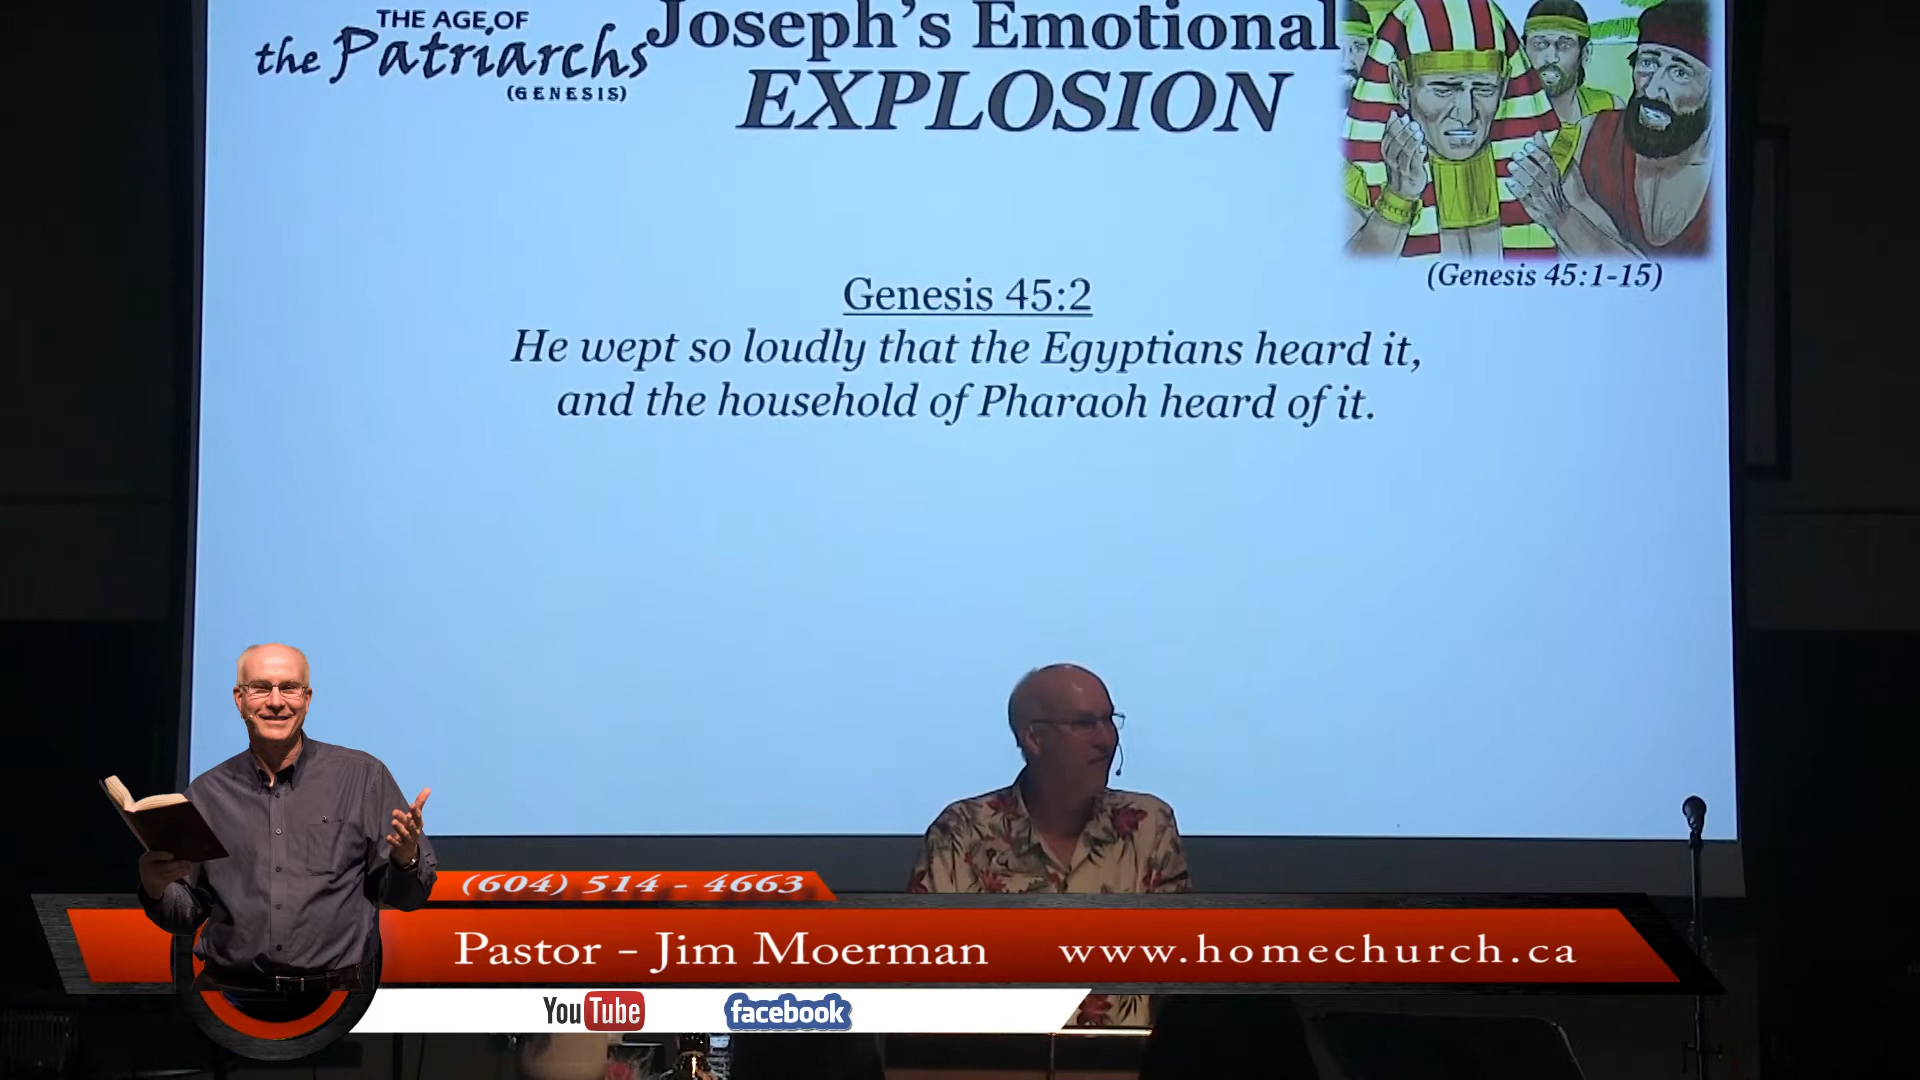 THE AGE OF
the Patriarchs
(GENESIS)
Joseph's Emotional
EXPLOSION
(Genesis 45:1-15)
Genesis 45:2
He wept so loudly that the Egyptians heard it,
and the household of Pharaoh heard of it.
(604) 514 - 4663
Pastor - Jim Moerman www.homechurch.ca
YouTube facebook